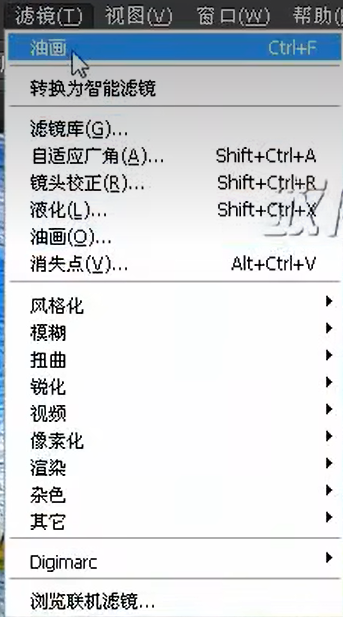 滤镜(T) 视图(V) 窗口(W) 帮助(
油画 Ctrl+F
转换为智能滤镜
滤镜库(G)...
自适应广角(A)... Shift+Ctrl+A
镜头校正(R)... Shift+Ctrl+R
液化(L)... Shift+Ctrl+X
油画(O)...
消失点(V)... Alt+Ctrl+V
风格化
模糊
扭曲
锐化
视频
像素化
渲染
杂色
其它
Digimarc
浏览联机滤镜...